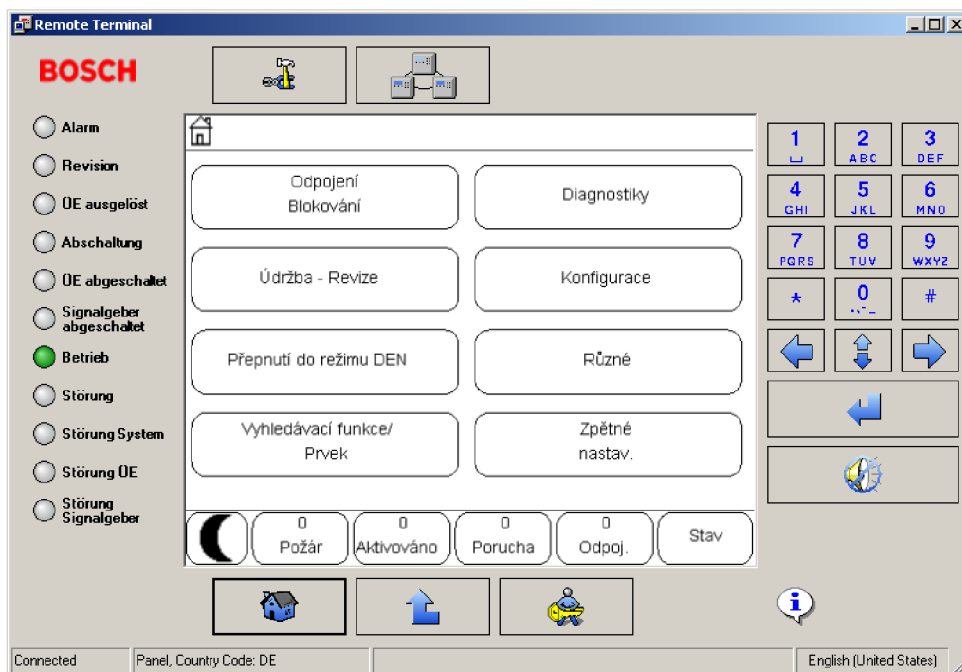 Remote Terminal
BOSCH
Alarm
Revision
ÜE ausgelöst
Abschaltung
ÜE abgeschaltet
Signalgeber
abgeschaltet
Betrieb
Störung
Störung System
Störung ÜE
Störung
Signalgeber
Odpojení
Blokování
Diagnostiky
Údržba - Revize
Konfigurace
Přepnutí do režimu DEN
Různé
Vyhledávací funkce/
Prvek
Zpětné
nastav.
0
Požár
0
Aktivováno
0
Porucha
0
Odpoj.
Stav
1
2
ABC
3
DEF
4
GHI
5
JKL
6
MNO
7
PQRS
8
TUV
9
WXYZ
*
0
#
Connected
Panel, Country Code: DE
English (United States)